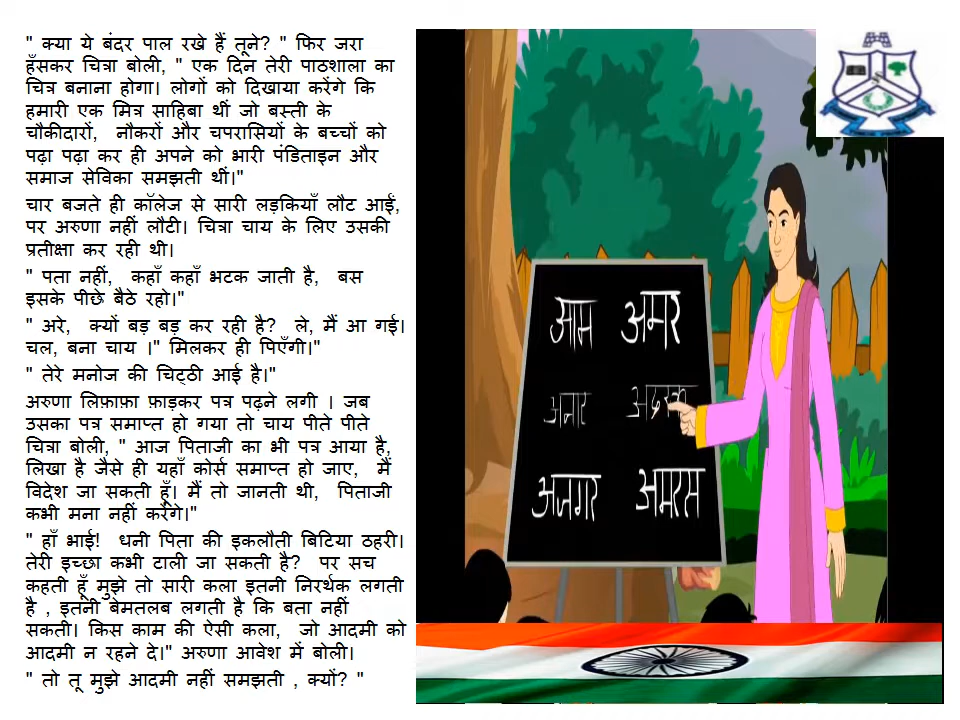 " क्या ये बंदर पाल रखे हैं तूने? " फिर जरा
हँसकर चित्रा बोली, " एक दिन तेरी पाठशाला का
चित्र बनाना होगा। लोगों को दिखाया करेंगे कि
हमारी एक मित्र साहिबा थीं जो बस्ती के
चौकीदारों, नौकरों और चपरासियों के बच्चों को
पढ़ा पढ़ा कर ही अपने को भारी पंडिताइन और
समाज सेविका समझती थीं।"
चार बजते ही कॉलेज से सारी लड़कियाँ लौट आईं,
पर अरुणा नहीं लौटी। चित्रा चाय के लिए उसकी
प्रतीक्षा कर रही थी।
" पता नहीं, कहाँ कहाँ भटक जाती है, बस
इसके पीछे बैठे रहो।"
" अरे, क्यों बड़ बड़ कर रही है? ले, मैं आ गई।
चल, बना चाय ।" मिलकर ही पिएँगी।"
" तेरे मनोज की चिट्ठी आई है।"
अरुणा लिफ़ाफ़ा फ़ाड़कर पत्र पढ़ने लगी । जब
उसका पत्र समाप्त हो गया तो चाय पीते पीते
चित्रा बोली, " आज पिताजी का भी पत्र आया है,
लिखा है जैसे ही यहाँ कोर्स समाप्त हो जाए, मैं
विदेश जा सकती हूँ। मैं तो जानती थी, पिताजी
कभी मना नहीं करेंगे।"
" हाँ भाई! धनी पिता की इकलौती बिटिया ठहरी।
तेरी इच्छा कभी टाली जा सकती है? पर सच
कहती हूँ मुझे तो सारी कला इतनी निरर्थक लगती
है , इतनी बेमतलब लगती है कि बता नहीं
सकती। किस काम की ऐसी कला, जो आदमी को
आदमी न रहने दे।" अरुणा आवेश में बोली।
" तो तू मुझे आदमी नहीं समझती , क्यों? "
आम अमर
अनार
अजगर अमरस